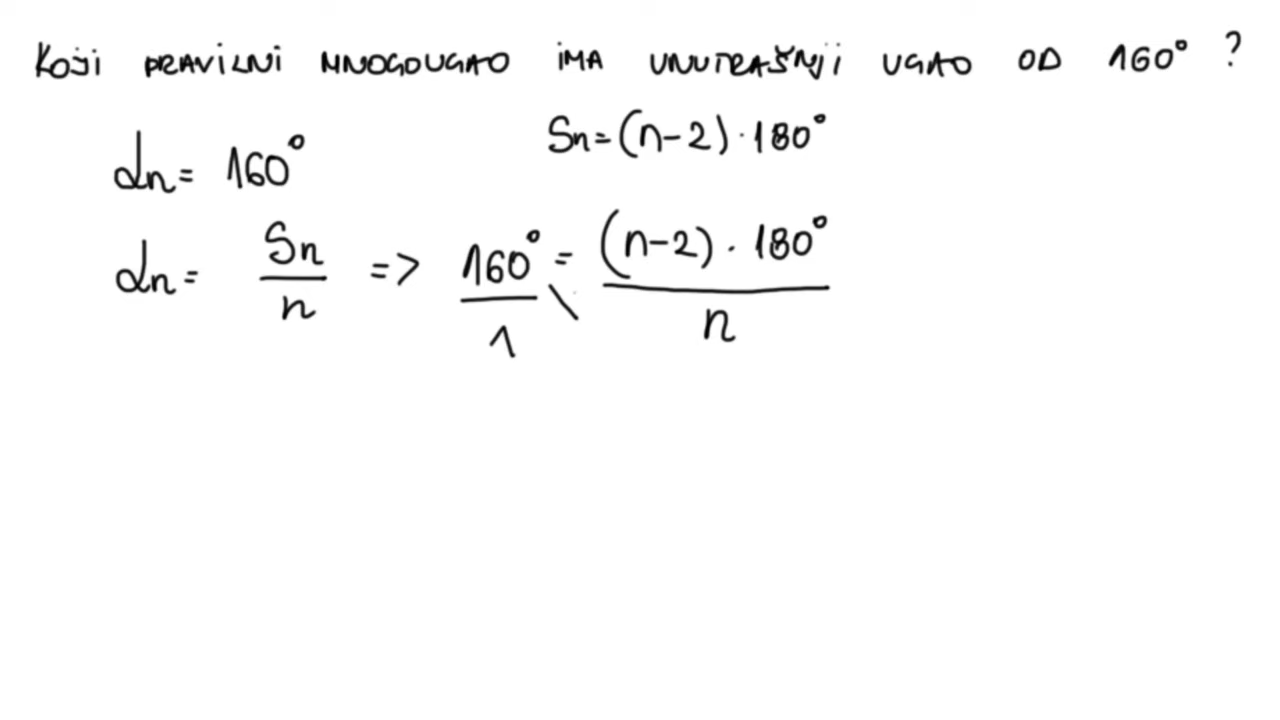 Koji PRAVILNI MNOGOUGAO IMA UNUTRAŠNJI UGAO OD 160° ?
αn = 160°
Sn = (n-2) · 180°
αn = Sn/n => 160°/1 = (n-2) · 180°/n